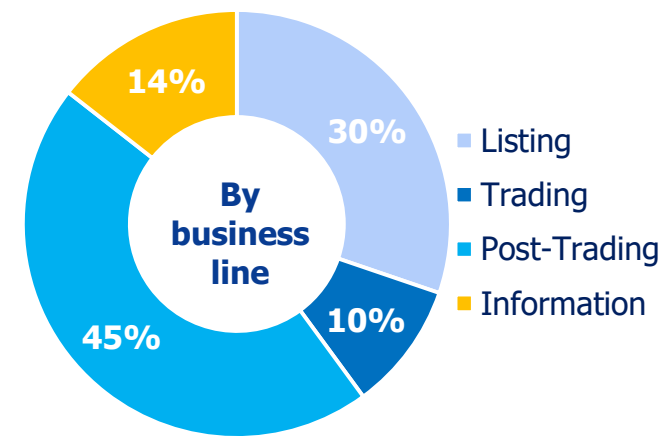 14%
30%
By
business
line
10%
45%
Listing
Trading
Post-Trading
Information